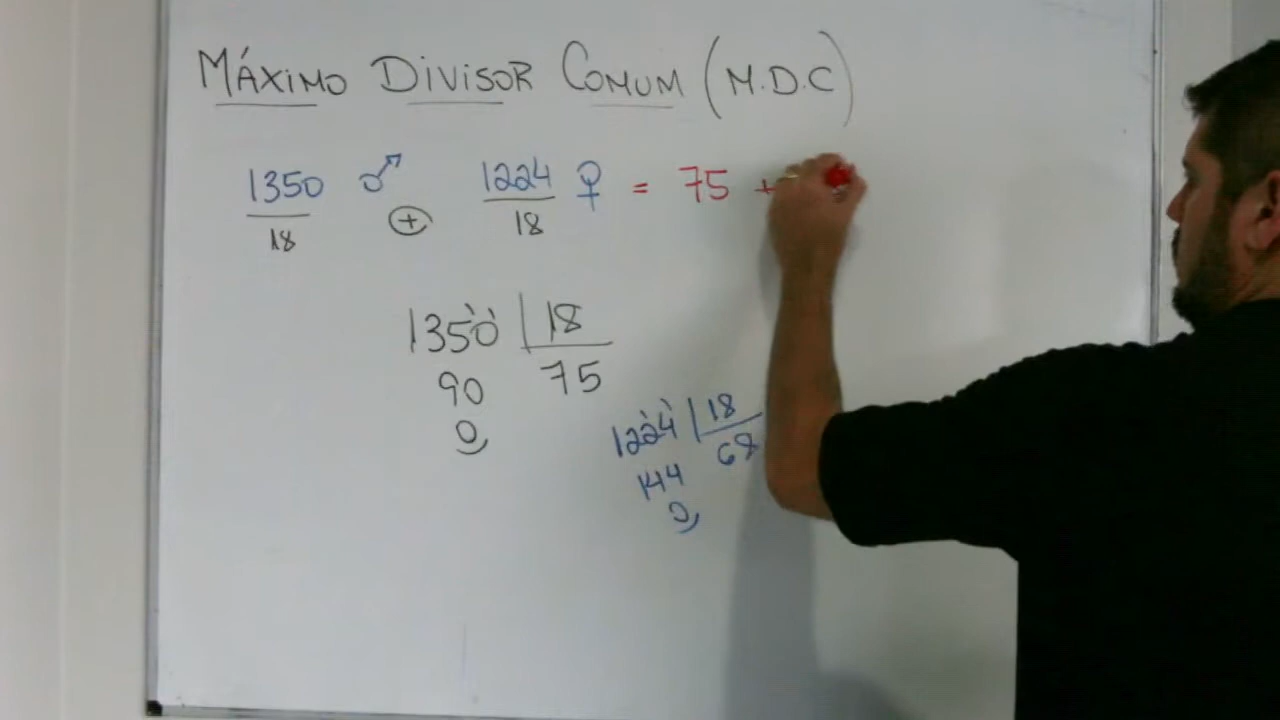 MÁXIMO DIVISOR COMUM (M.D.C)
1350 ♂ 1224 ♀ = 75 +
18 ⊕ 18
1350 18
90 75
0
1224 18
144 68
0